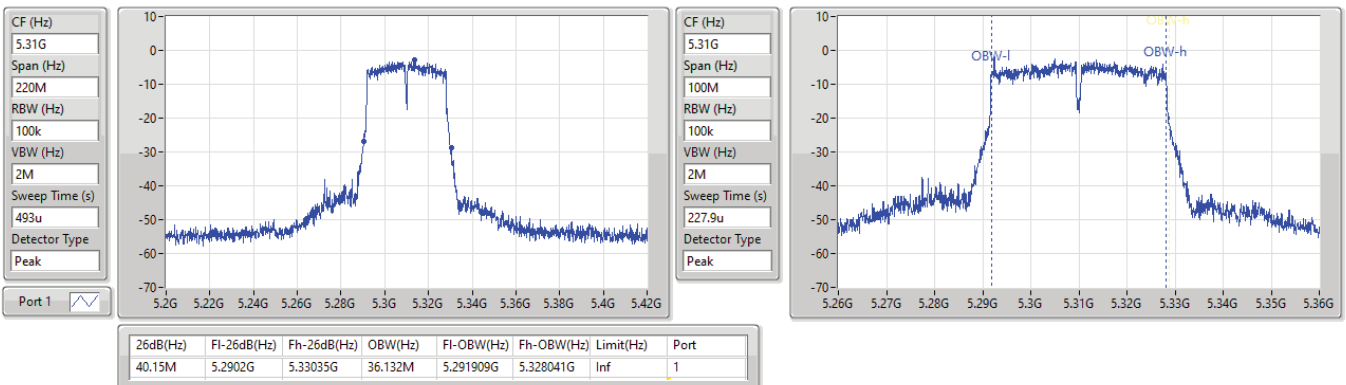 CF (Hz)
5.31G
Span (Hz)
220M
RBW (Hz)
100k
VBW (Hz)
2M
Sweep Time (s)
493u
Detector Type
Peak
Port 1
10
0
-10
-20
-30
-40
-50
-60
-70
5.2G 5.22G 5.24G 5.26G 5.28G 5.3G 5.32G 5.34G 5.36G 5.38G 5.4G 5.42G
CF (Hz)
5.31G
Span (Hz)
100M
RBW (Hz)
100k
VBW (Hz)
2M
Sweep Time (s)
227.9u
Detector Type
Peak
10
0
-10
-20
-30
-40
-50
-60
-70
OBW-h
OBW-l
OBW-h
5.26G 5.27G 5.28G 5.29G 5.3G 5.31G 5.32G 5.33G 5.34G 5.35G 5.36G
26dB(Hz) Fl-26dB(Hz) Fh-26dB(Hz) OBW(Hz) Fl-OBW(Hz) Fh-OBW(Hz) Limit(Hz) Port
40.15M 5.2902G 5.33035G 36.132M 5.291909G 5.328041G Inf 1